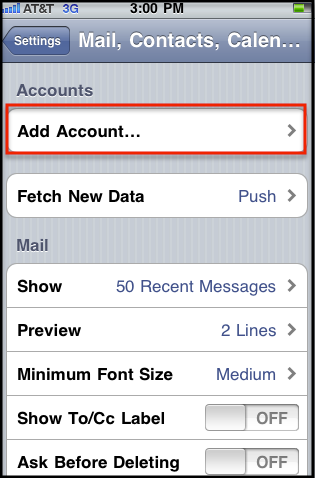 AT&T 3G 3:00 PM
Settings Mail, Contacts, Calen...
Accounts
Add Account...
Fetch New Data Push
Mail
Show 50 Recent Messages
Preview 2 Lines
Minimum Font Size Medium
Show To/Cc Label OFF
Ask Before Deleting OFF